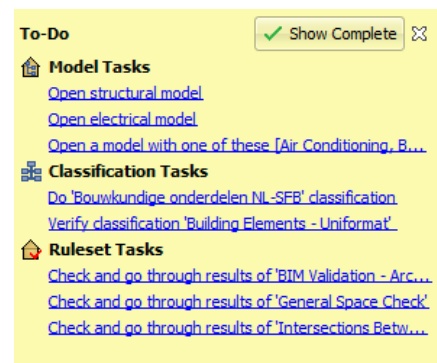 To-Do
Show Complete
Model Tasks
Open structural model
Open electrical model
Open a model with one of these [Air Conditioning, B...
Classification Tasks
Do 'Bouwkundige onderdelen NL-SFB' classification
Verify classification 'Building Elements - Uniformat'
Ruleset Tasks
Check and go through results of 'BIM Validation - Arc...
Check and go through results of 'General Space Check'
Check and go through results of 'Intersections Betw...